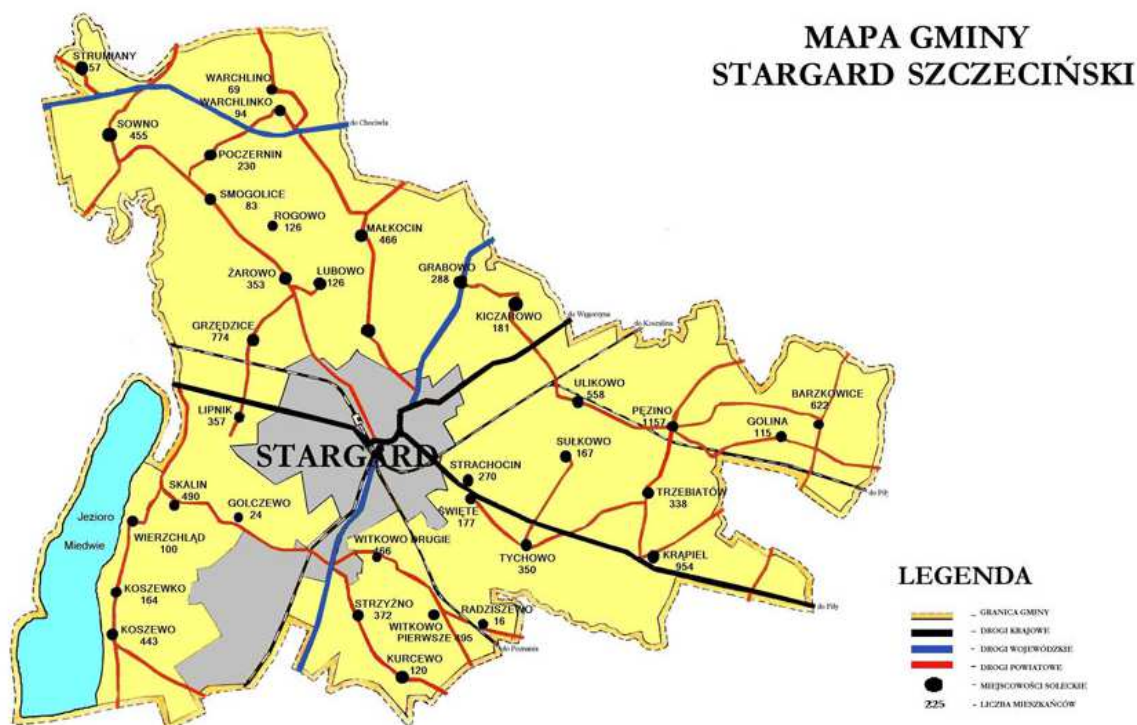 MAPA GMINY
STARGARD SZCZECIŃSKI
STRUMIANY
57
WARCHLINO
69
WARCHLINKO
94
do Chociwla
SOWNO
455
POCZERNIN
230
SMOGOLICE
83
ROGOWO
126
MAŁKOCIN
466
ŻAROWO
353
LUBOWO
126
GRABOWO
288
KICZAROWO
181
do Węgorzyna
do Koszalina
GRZĘDZICE
774
LIPNIK
357
ULIKOWO
558
BARZKOWICE
622
PĘZINO
1157
GOLINA
115
STARGARD
SUŁKOWO
167
STRACHOCIN
270
do Piły
SKALIN
490
GOLCZEWO
24
ŚWIĘTE
177
TRZEBIATÓW
338
Jezioro
Miedwie
WIERZCHLĄD
100
WITKOWO DRUGIE
466
TYCHOWO
350
KRĄPIEL
954
KOSZEWKO
164
STRZYŻNO
372
WITKOWO
PIERWSZE 495
RADZISZEWO
16
do Piły
KOSZEWO
443
do Poznania
KURCEWO
120
LEGENDA
- GRANICA GMINY
- DROGI KRAJOWE
- DROGI WOJEWÓDZKIE
- DROGI POWIATOWE
- MIEJSCOWOŚCI SOŁECKIE
225 - LICZBA MIESZKAŃCÓW